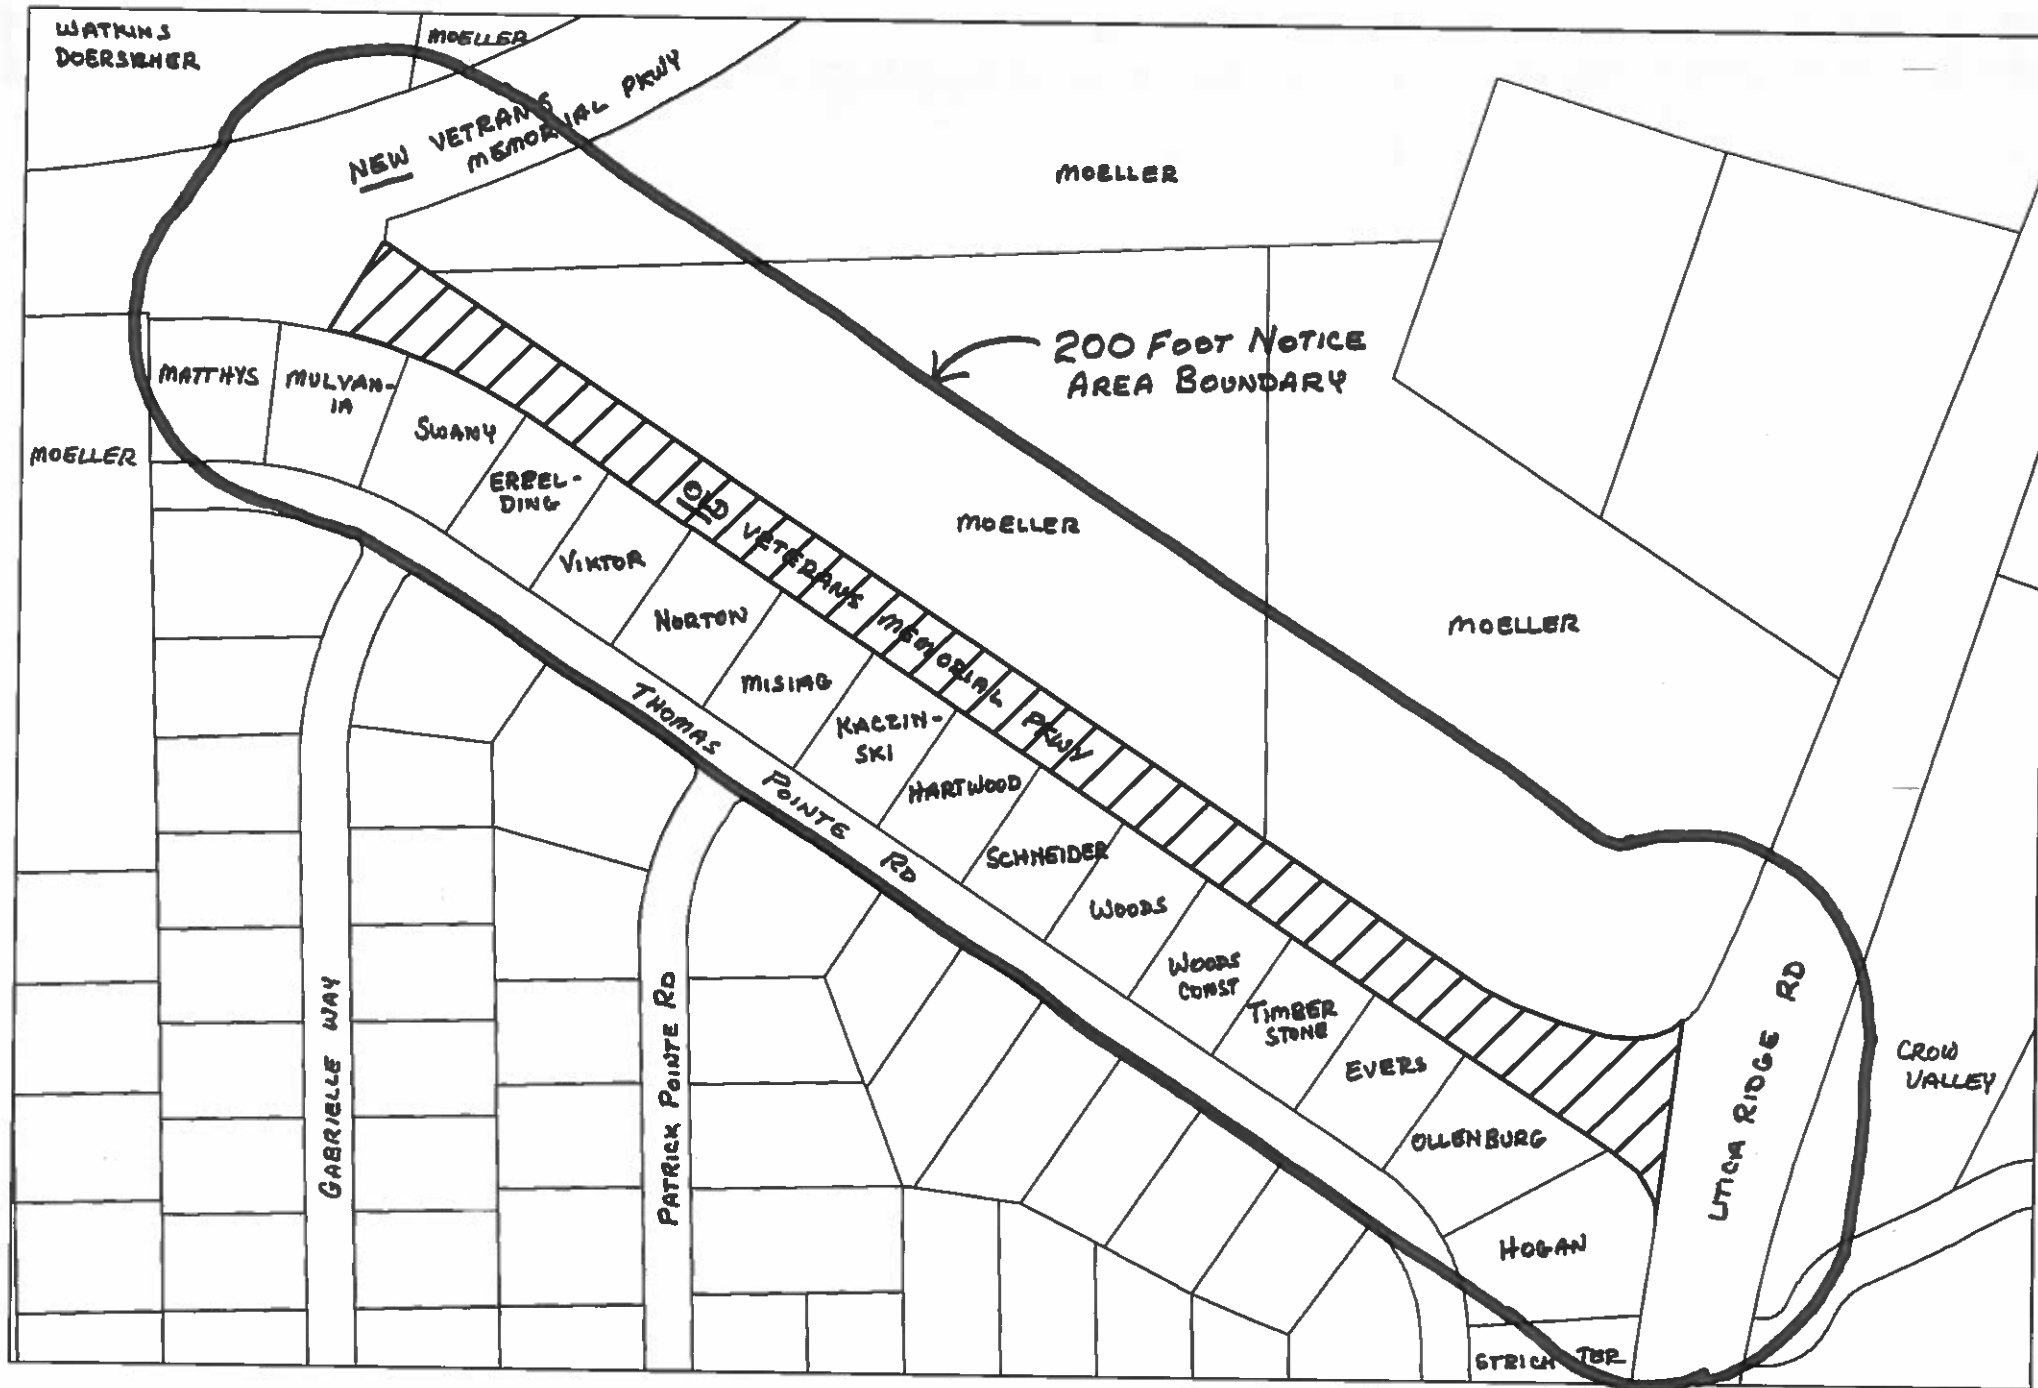 WATKINS
DOERSCHER
MOELLER
NEW VETRANS
MEMORIAL PKWY
MOELLER
200 FOOT NOTICE
AREA BOUNDARY
MATTHYS
MULVAN-
IA
SWANY
MOELLER
ERBEL-
DING
OLD VETERANS MEMORIAL PKWY
MOELLER
VIKTOR
NORTON
MOELLER
MISIAG
KACZIN-
SKI
THOMAS POINTE RD
HARTWOOD
SCHNEIDER
WOODS
WOODS
CONST
TIMBER
STONE
EVERS
OLLENBURG
HOGAN
UTICA RIDGE RD
CROW
VALLEY
GABRIELLE WAY
PATRICK POINTE RD
STRICH TER